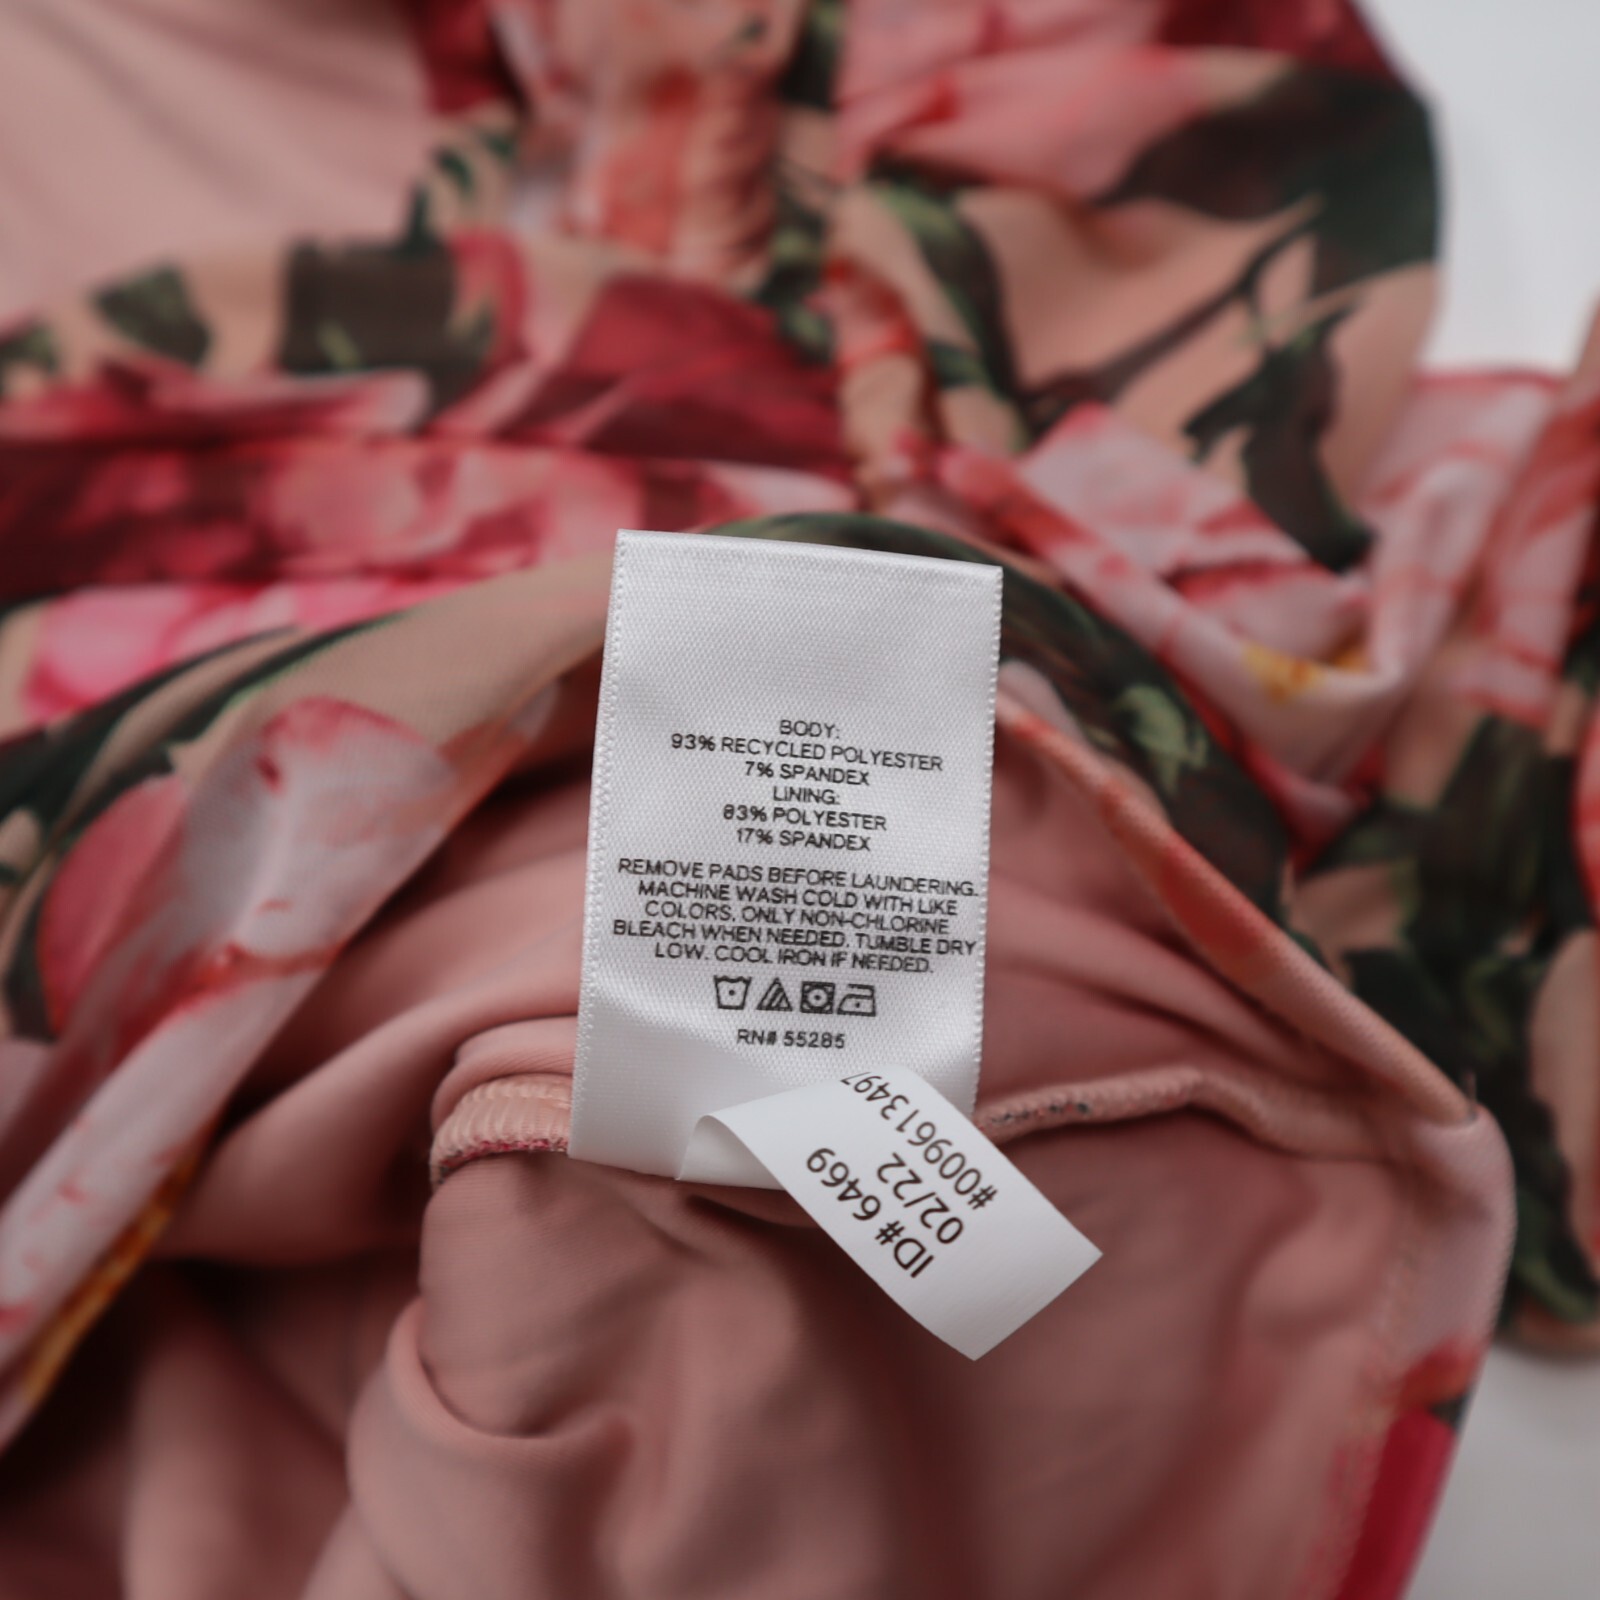 BODY:
93% RECYCLED POLYESTER
7% SPANDEX
LINING:
83% POLYESTER
17% SPANDEX
REMOVE PADS BEFORE LAUNDERING.
MACHINE WASH COLD WITH LIKE
COLORS. ONLY NON-CHLORINE
BLEACH WHEN NEEDED. TUMBLE DRY
LOW. COOL IRON IF NEEDED.
RN# 55285
ID# 6469
02/22
#009613497